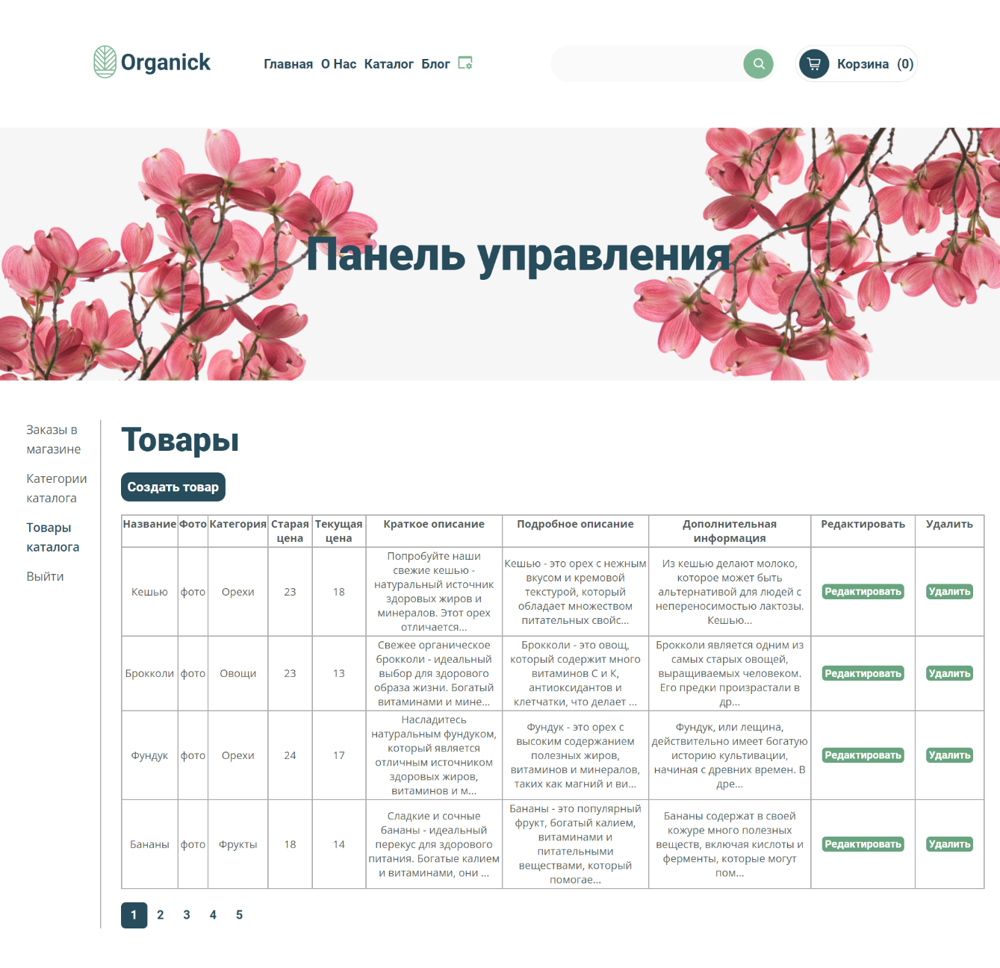 Organick
Главная О Нас Каталог Блог
Корзина (0)
Панель управления
Заказы в
магазине
Категории
каталога
Товары
каталога
Выйти
Товары
Создать товар
Название Фото Категория Старая цена Текущая цена Краткое описание Подробное описание Дополнительная информация Редактировать Удалить
Кешью фото Орехи 23 18
Попробуйте наши
свежие кешью -
натуральный источник
здоровых жиров и
минералов. Этот орех
отличается...
Кешью - это орех с нежным
вкусом и кремовой
текстурой, который
обладает множеством
питательных свойс...
Из кешью делают молоко,
которое может быть
альтернативой для людей с
непереносимостью лактозы.
Кешью...
Редактировать Удалить
Брокколи фото Овощи 23 13
Свежее органическое
брокколи - идеальный
выбор для здорового
образа жизни. Богатый
витаминами и мине...
Брокколи - это овощ,
который содержит много
витаминов С и К,
антиоксидантов и
клетчатки, что делает ...
Брокколи является одним из
самых старых овощей,
выращиваемых человеком.
Его предки произрастали в
др...
Редактировать Удалить
Фундук фото Орехи 24 17
Насладитесь
натуральным фундуком,
который является
отличным источником
здоровых жиров,
витаминов и м...
Фундук - это орех с
высоким содержанием
полезных жиров,
витаминов и минералов,
таких как магний и ви...
Фундук, или лещина,
действительно имеет богатую
историю культивации,
начиная с древних времен. В
дре...
Редактировать Удалить
Бананы фото Фрукты 18 14
Сладкие и сочные
бананы - идеальный
перекус для здорового
питания. Богатые калием
и витаминами, они ...
Бананы - это популярный
фрукт, богатый калием,
витаминами и
питательными
веществами, который
помогае...
Бананы содержат в своей
кожуре много полезных
веществ, включая кислоты и
ферменты, которые могут
пом...
Редактировать Удалить
1 2 3 4 5